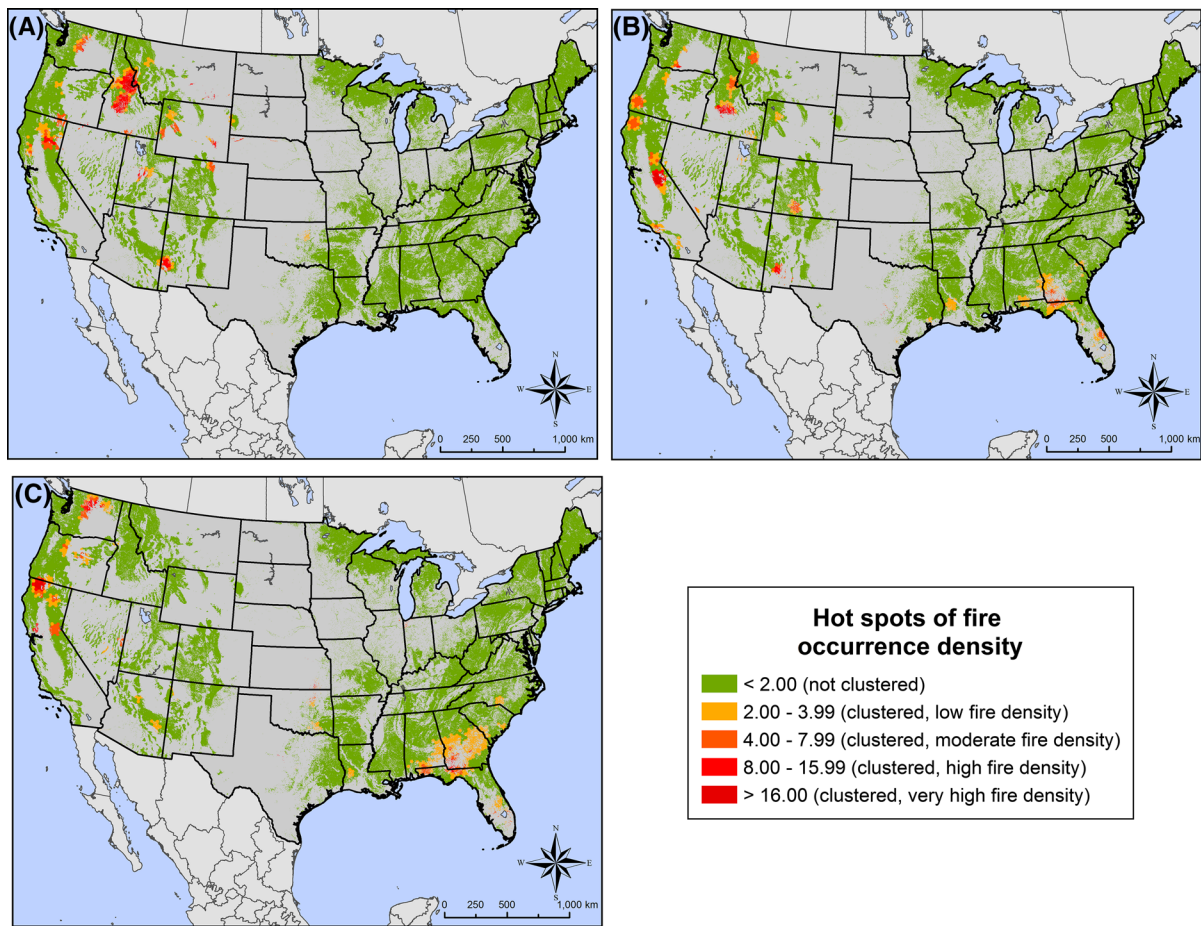 (A)
N
W E
S
0 250 500 1,000 km
(B)
N
W E
S
0 250 500 1,000 km
(C)
N
W E
S
0 250 500 1,000 km
Hot spots of fire
occurrence density
< 2.00 (not clustered)
2.00 - 3.99 (clustered, low fire density)
4.00 - 7.99 (clustered, moderate fire density)
8.00 - 15.99 (clustered, high fire density)
> 16.00 (clustered, very high fire density)